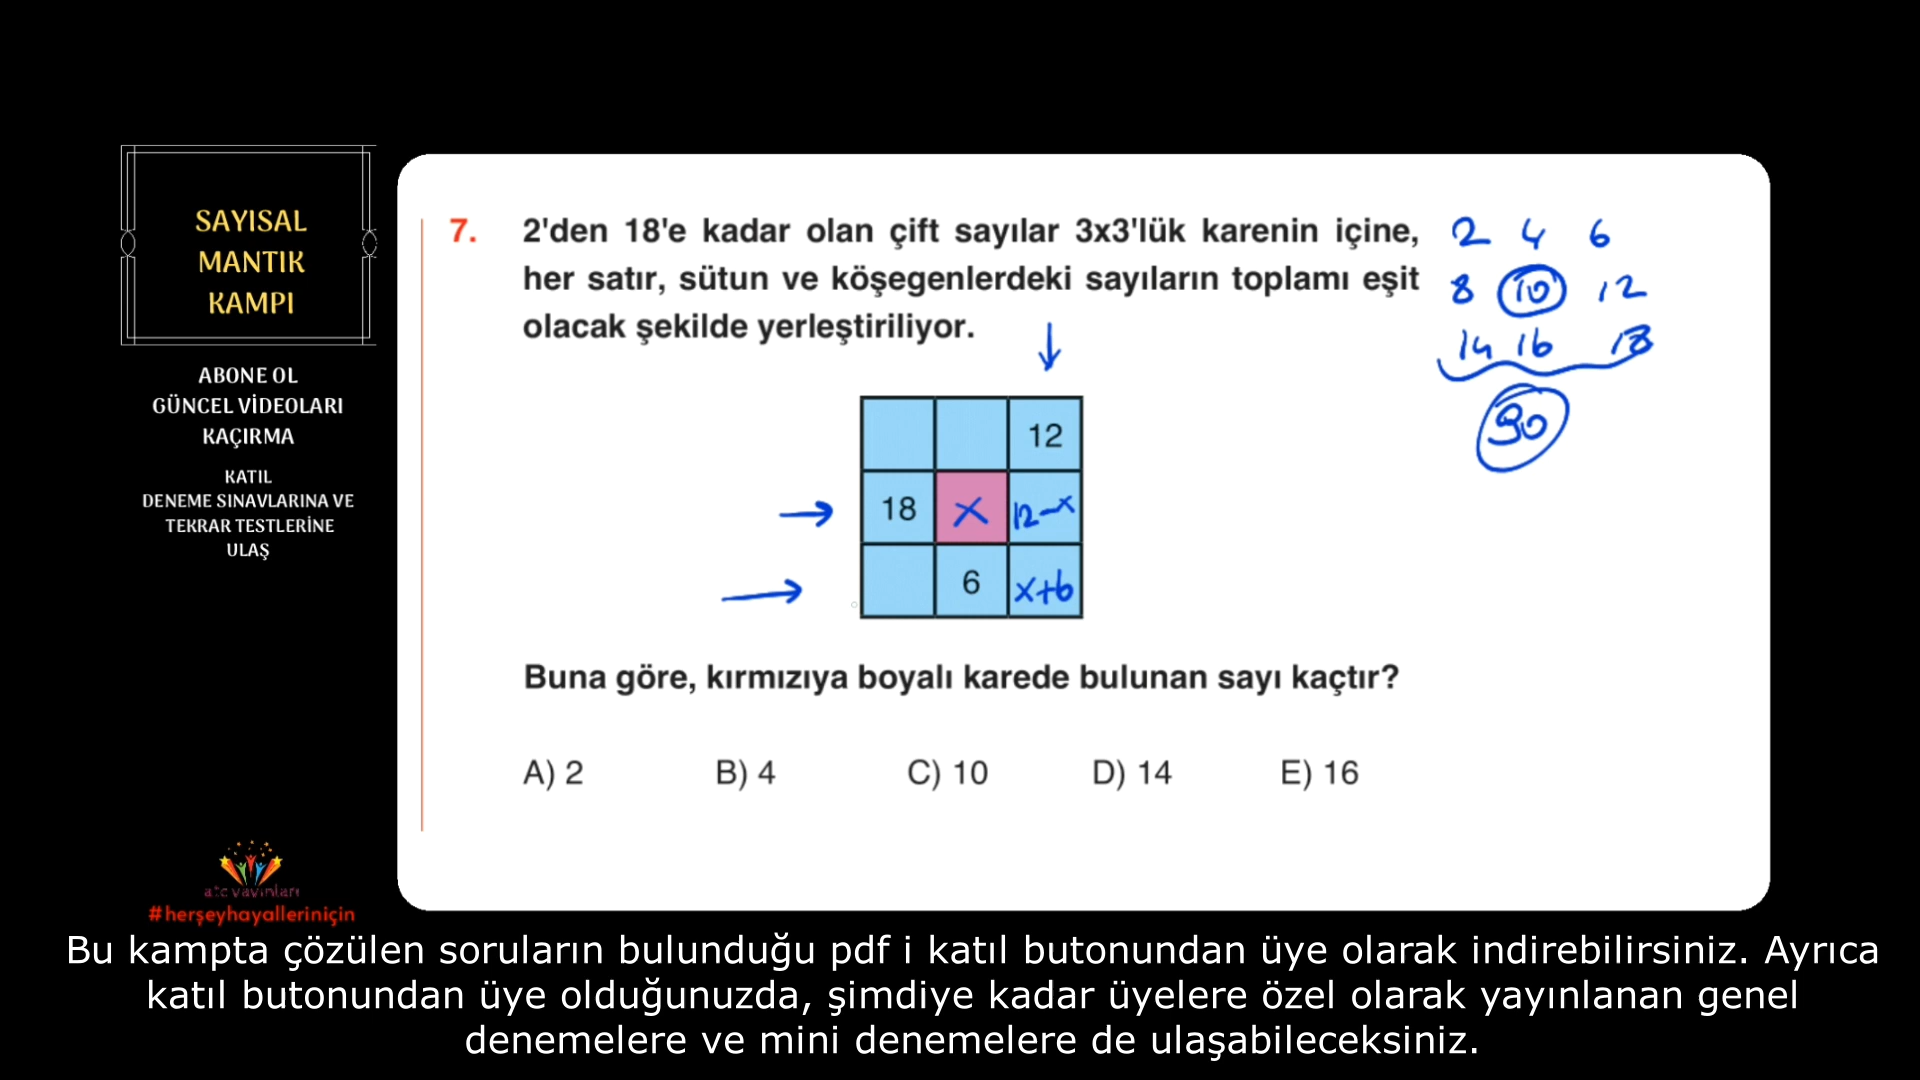 SAYISAL
MANTIK
KAMPI
ABONE OL
GÜNCEL VİDEOLARI
KAÇIRMA
KATIL
DENEME SINAVLARINA VE
TEKRAR TESTLERİNE
ULAŞ
atc yayınları
#herşeyhayalleriniçin
7. 2'den 18'e kadar olan çift sayılar 3x3'lük karenin içine,
her satır, sütun ve köşegenlerdeki sayıların toplamı eşit
olacak şekilde yerleştiriliyor.
2 4 6
8 10 12
14 16 18
90
12
18 x 12-x
6 x+6
Buna göre, kırmızıya boyalı karede bulunan sayı kaçtır?
A) 2 B) 4 C) 10 D) 14 E) 16
Bu kampta çözülen soruların bulunduğu pdf i katıl butonundan üye olarak indirebilirsiniz. Ayrıca
katıl butonundan üye olduğunuzda, şimdiye kadar üyelere özel olarak yayınlanan genel
denemelere ve mini denemelere de ulaşabileceksiniz.